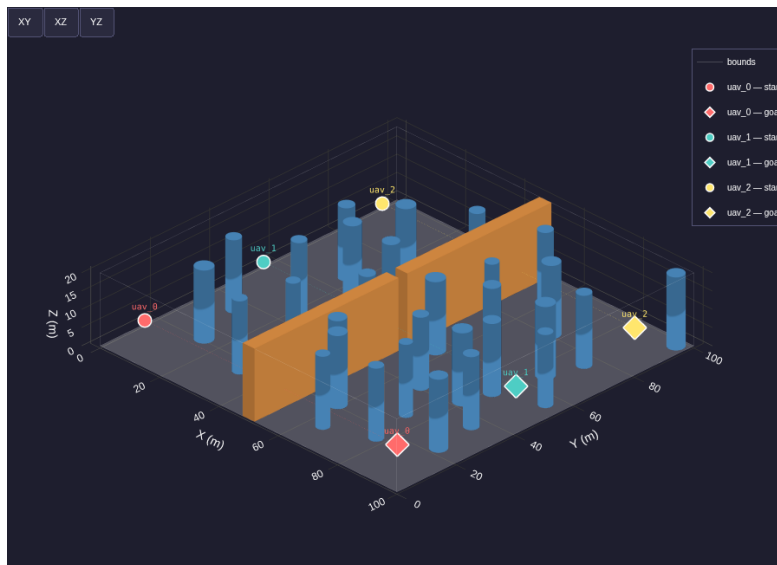 XY XZ YZ
bounds
uav_0 — sta
uav_0 — goa
uav_1 — sta
uav_1 — goa
uav_2 — sta
uav_2 — goa
uav_2
uav_1
uav_0
uav_2
uav_1
uav_0
Z (m)
20
15
10
5
0
X (m)
0
20
40
60
80
100
Y (m)
0
20
40
60
80
100